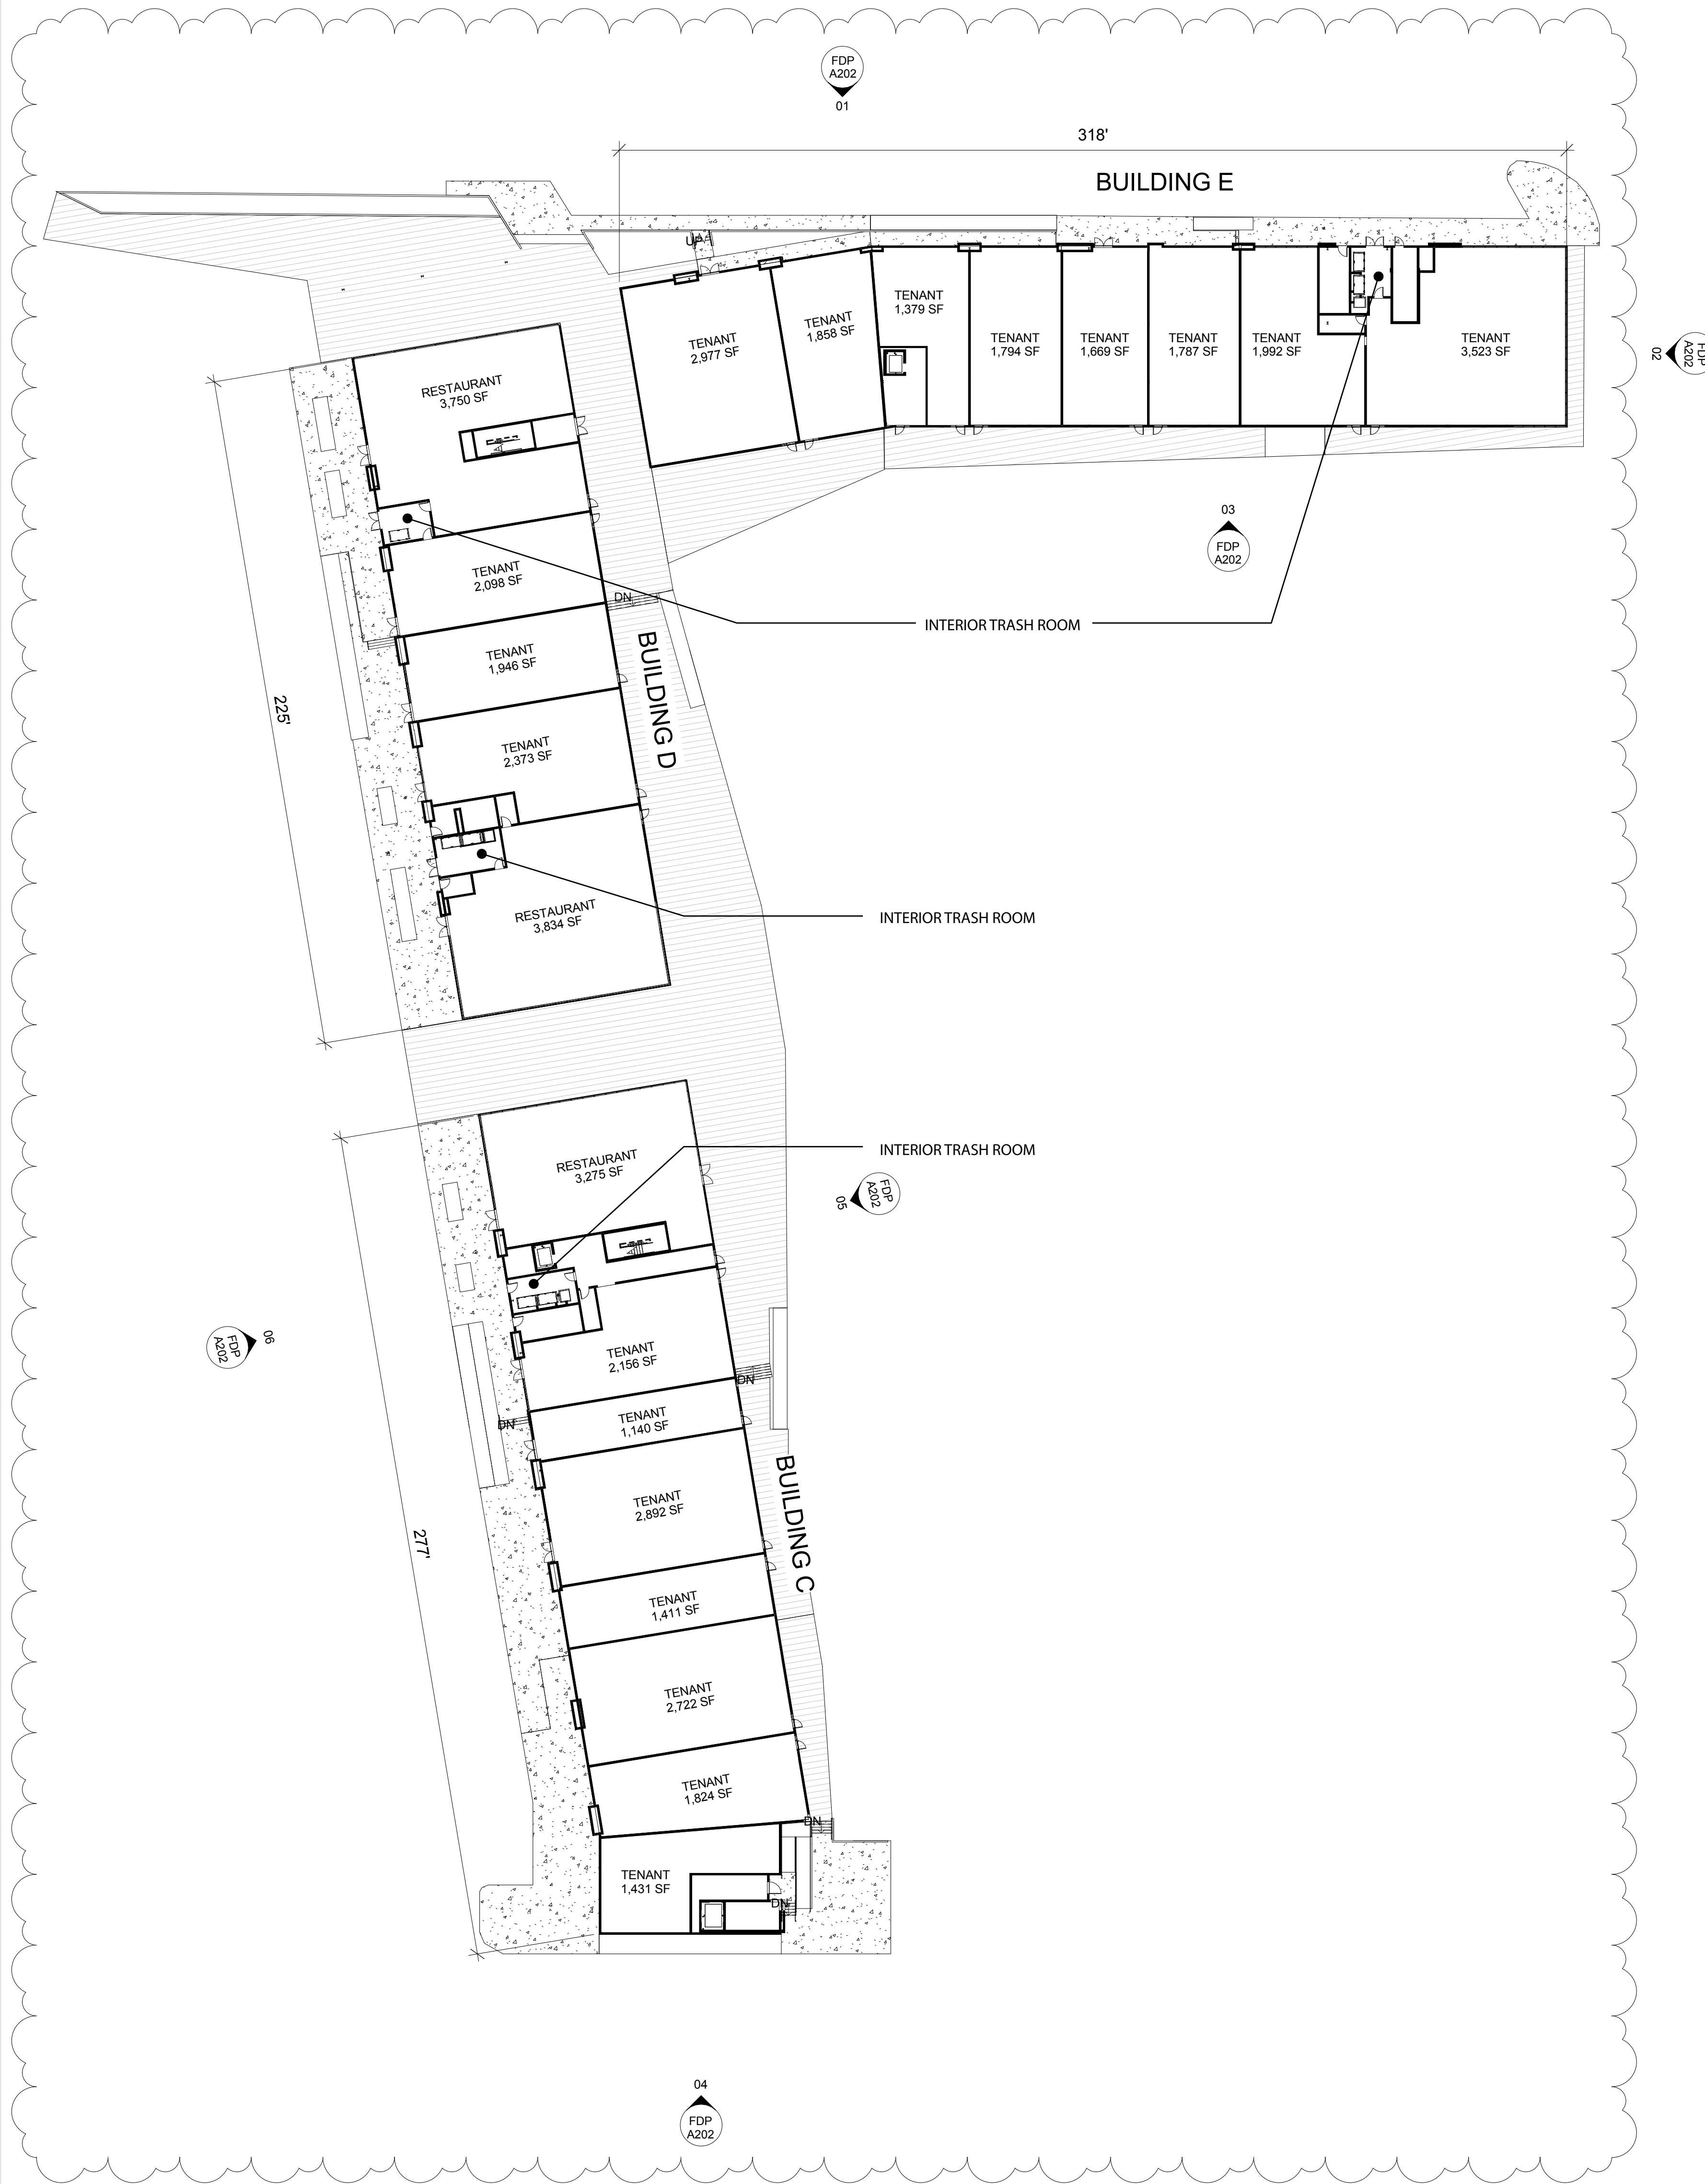 FDP
A202
01
318'
BUILDING E
UP
TENANT
2,977 SF
TENANT
1,858 SF
TENANT
1,379 SF
TENANT
1,794 SF
TENANT
1,669 SF
TENANT
1,787 SF
TENANT
1,992 SF
TENANT
3,523 SF
02
FDP
A202
RESTAURANT
3,750 SF
03
FDP
A202
TENANT
2,098 SF
DN
INTERIOR TRASH ROOM
BUILDING D
TENANT
1,946 SF
225'
TENANT
2,373 SF
RESTAURANT
3,834 SF
INTERIOR TRASH ROOM
INTERIOR TRASH ROOM
RESTAURANT
3,275 SF
05
FDP
A202
FDP
A202
06
TENANT
2,156 SF
DN
TENANT
1,140 SF
DN
BUILDING C
TENANT
2,892 SF
277'
TENANT
1,411 SF
TENANT
2,722 SF
TENANT
1,824 SF
DN
TENANT
1,431 SF
DN
04
FDP
A202